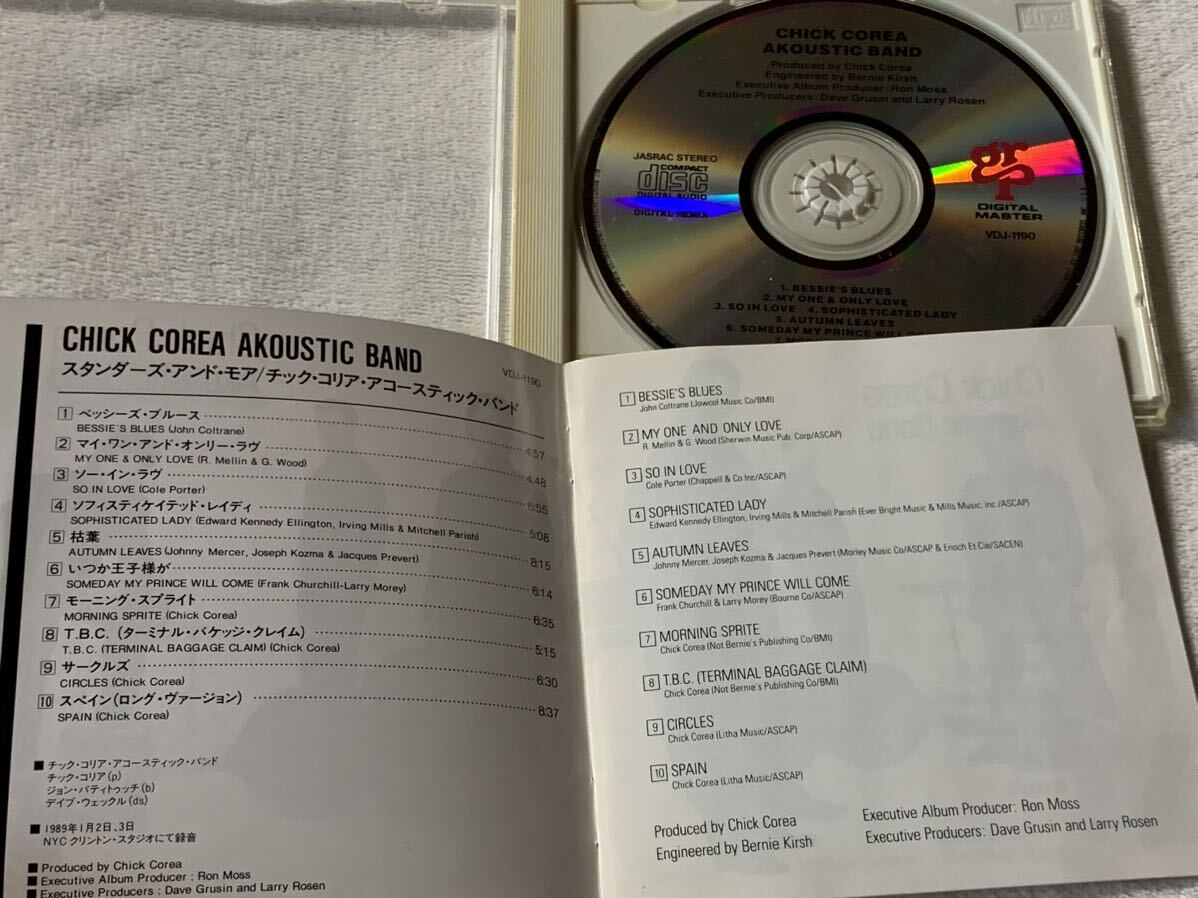 CHICK COREA
AKOUSTIC BAND
Produced by Chick Corea
Engineered by Bernie Kirsh
Executive Album Producer: Ron Moss
Executive Producers: Dave Grusin and Larry Rosen
JASRAC STEREO
COMPACT
disc
DIGITAL AUDIO
DIGITAL REMIX
grp
DIGITAL
MASTER
VDJ-1190
1. BESSIE'S BLUES
2. MY ONE & ONLY LOVE
3. SO IN LOVE 4. SOPHISTICATED LADY
5. AUTUMN LEAVES
6. SOMEDAY MY PRINCE WILL
CHICK COREA AKOUSTIC BAND
VDJ-1190
スタンダーズ・アンド・モア/チック・コリア・アコースティック・バンド
1 ベッシーズ・ブルース 4:57
BESSIE'S BLUES (John Coltrane)
2 マイ・ワン・アンド・オンリー・ラヴ 4:48
MY ONE & ONLY LOVE (R. Mellin & G. Wood)
3 ソー・イン・ラヴ 6:55
SO IN LOVE (Cole Porter)
4 ソフィスティケイテッド・レイディ 5:08
SOPHISTICATED LADY (Edward Kennedy Ellington, Irving Mills & Mitchell Parish)
5 枯葉 8:15
AUTUMN LEAVES (Johnny Mercer, Joseph Kozma & Jacques Prevert)
6 いつか王子様が 6:14
SOMEDAY MY PRINCE WILL COME (Frank Churchill-Larry Morey)
7 モーニング・スプライト 6:35
MORNING SPRITE (Chick Corea)
8 T.B.C. (ターミナル・バケッジ・クレイム) 5:15
T.B.C. (TERMINAL BAGGAGE CLAIM) (Chick Corea)
9 サークルズ 6:30
CIRCLES (Chick Corea)
10 スペイン(ロング・ヴァージョン) 8:37
SPAIN (Chick Corea)
■ チック・コリア・アコースティック・バンド
チック・コリア(p)
ジョン・パティトゥッチ(b)
デイブ・ウェックル(ds)
■ 1989年1月2日、3日
NYCクリントン・スタジオにて録音
■ Produced by Chick Corea
■ Executive Album Producer : Ron Moss
■ Executive Producers : Dave Grusin and Larry Rosen
1 BESSIE'S BLUES
John Coltrane (Jowcol Music Co/BMI)
2 MY ONE AND ONLY LOVE
R. Mellin & G. Wood (Sherwin Music Pub. Corp/ASCAP)
3 SO IN LOVE
Cole Porter (Chappell & Co Inc/ASCAP)
4 SOPHISTICATED LADY
Edward Kennedy Ellington, Irving Mills & Mitchell Parish (Ever Bright Music & Mills Music, Inc./ASCAP)
5 AUTUMN LEAVES
Johnny Mercer, Joseph Kozma & Jacques Prevert (Morley Music Co/ASCAP & Enoch Et Cie/SACEN)
6 SOMEDAY MY PRINCE WILL COME
Frank Churchill & Larry Morey (Bourne Co/ASCAP)
7 MORNING SPRITE
Chick Corea (Not Bernie's Publishing Co/BMI)
8 T.B.C. (TERMINAL BAGGAGE CLAIM)
Chick Corea (Not Bernie's Publishing Co/BMI)
9 CIRCLES
Chick Corea (Litha Music/ASCAP)
10 SPAIN
Chick Corea (Litha Music/ASCAP)
Produced by Chick Corea
Engineered by Bernie Kirsh
Executive Album Producer: Ron Moss
Executive Producers: Dave Grusin and Larry Rosen